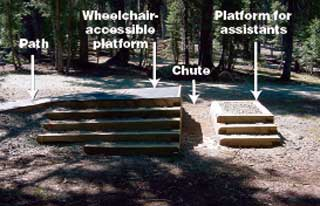 Wheelchair-
accessible
platform
Platform for
assistants
Path
Chute